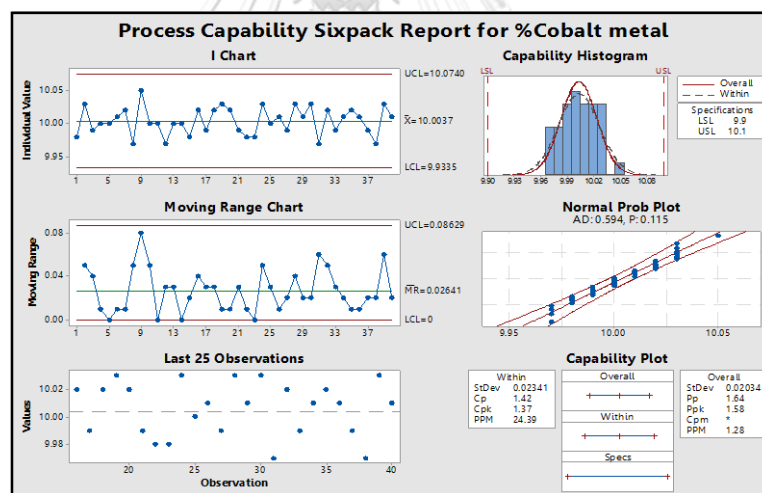 Process Capability Sixpack Report for %Cobalt metal
I Chart
Individual Value
10.05
10.00
9.95
1 5 9 13 17 21 25 29 33 37
UCL=10.0740
X̅=10.0037
LCL=9.9335
Capability Histogram
LSL USL
9.90 9.93 9.96 9.99 10.02 10.05 10.08
Overall
Within
Specifications
LSL 9.9
USL 10.1
Moving Range Chart
Moving Range
0.08
0.04
0.00
1 5 9 13 17 21 25 29 33 37
UCL=0.08629
M̅R̅=0.02641
LCL=0
Normal Prob Plot
AD: 0.594, P: 0.115
9.95 10.00 10.05
Last 25 Observations
Values
10.02
10.00
9.98
20 25 30 35 40
Observation
Capability Plot
Within
StDev 0.02341
Cp 1.42
Cpk 1.37
PPM 24.39
Overall
Within
Specs
Overall
StDev 0.02034
Pp 1.64
Ppk 1.58
Cpm *
PPM 1.28